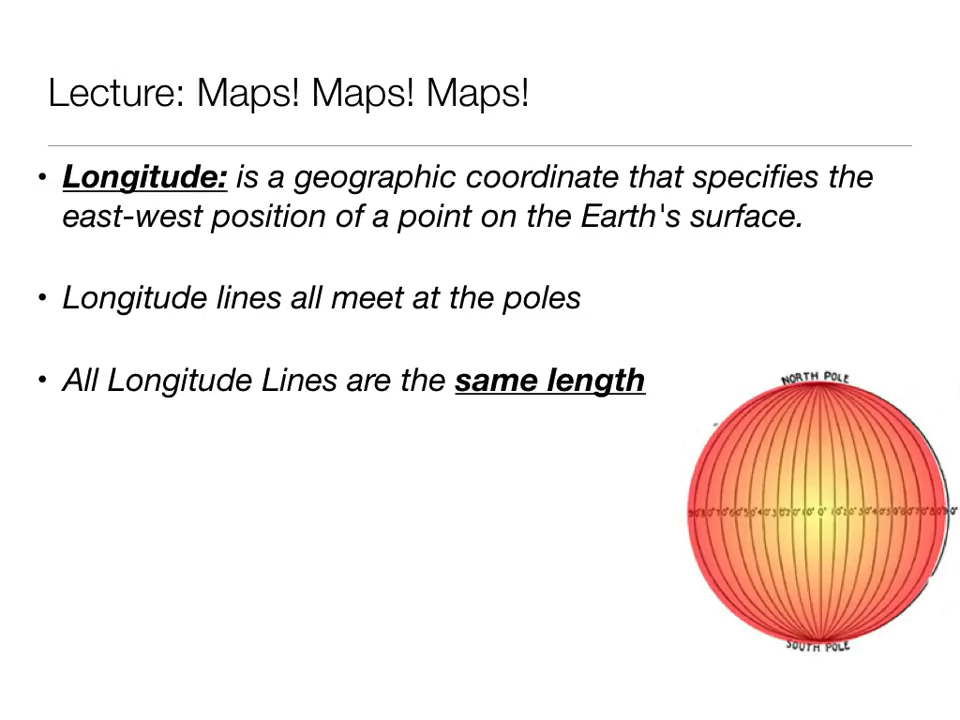 Lecture: Maps! Maps! Maps!
• Longitude: is a geographic coordinate that specifies the
east-west position of a point on the Earth's surface.
• Longitude lines all meet at the poles
• All Longitude Lines are the same length
NORTH POLE
SOUTH POLE